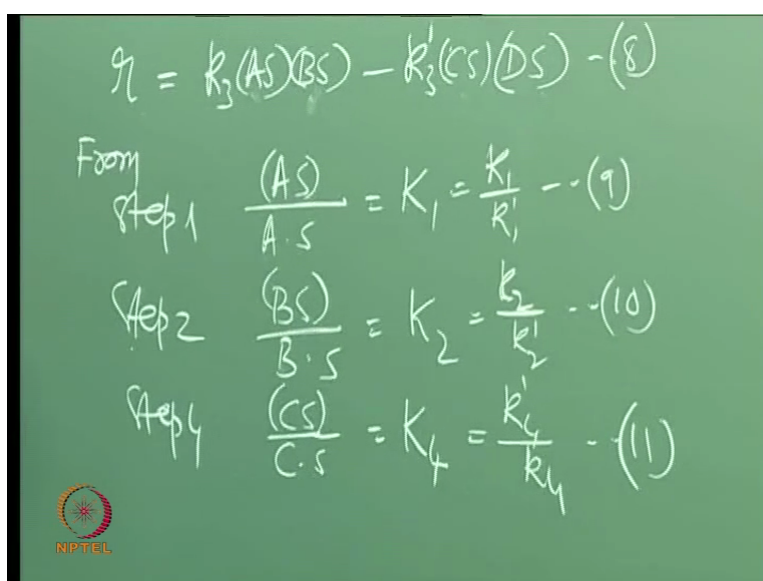 r = k₃(AS)(BS) – k₃'(CS)(DS) -(8)
From
Step 1 (AS)/A·S = K₁ = k₁/k₁' --(9)
Step 2 (BS)/B·S = K₂ = k₂/k₂' --(10)
Step 4 (CS)/C·S = K₄ = k₄'/k₄ --(11)
NPTEL